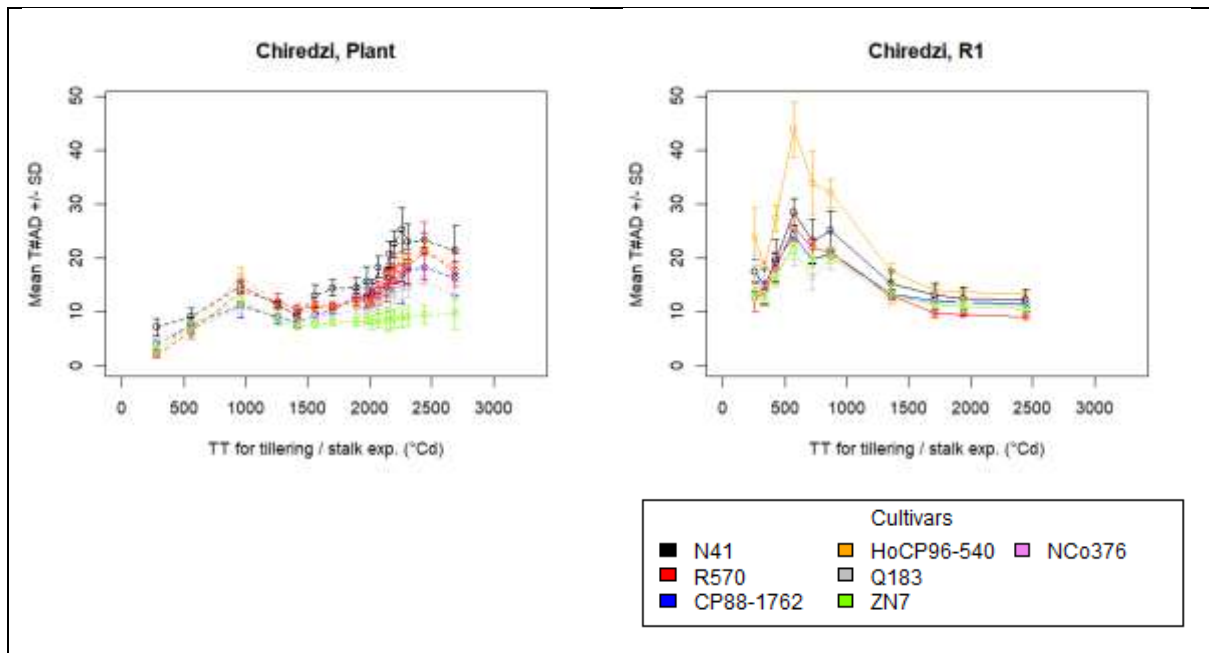 Chiredzi, Plant
Mean T#AD +/- SD
50
40
30
20
10
0
0 500 1000 1500 2000 2500 3000
TT for tillering / stalk exp. (°Cd)
Chiredzi, R1
Mean T#AD +/- SD
50
40
30
20
10
0
0 500 1000 1500 2000 2500 3000
TT for tillering / stalk exp. (°Cd)
Cultivars
N41 HoCP96-540 NCo376
R570 Q183
CP88-1762 ZN7